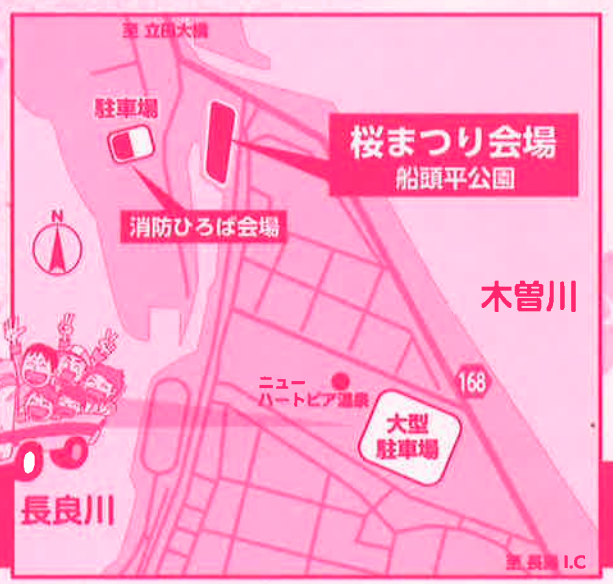 至 立田大橋
駐車場
桜まつり会場
船頭平公園
消防ひろば会場
N
木曽川
168
ニュー
ハートピア温泉
大型
駐車場
長良川
至 長島 I.C